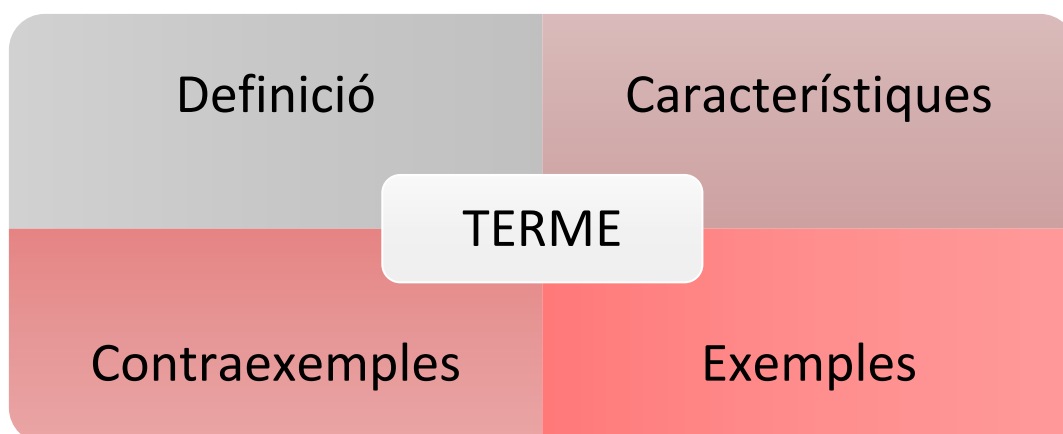 Definició
Característiques
TERME
Contraexemples
Exemples